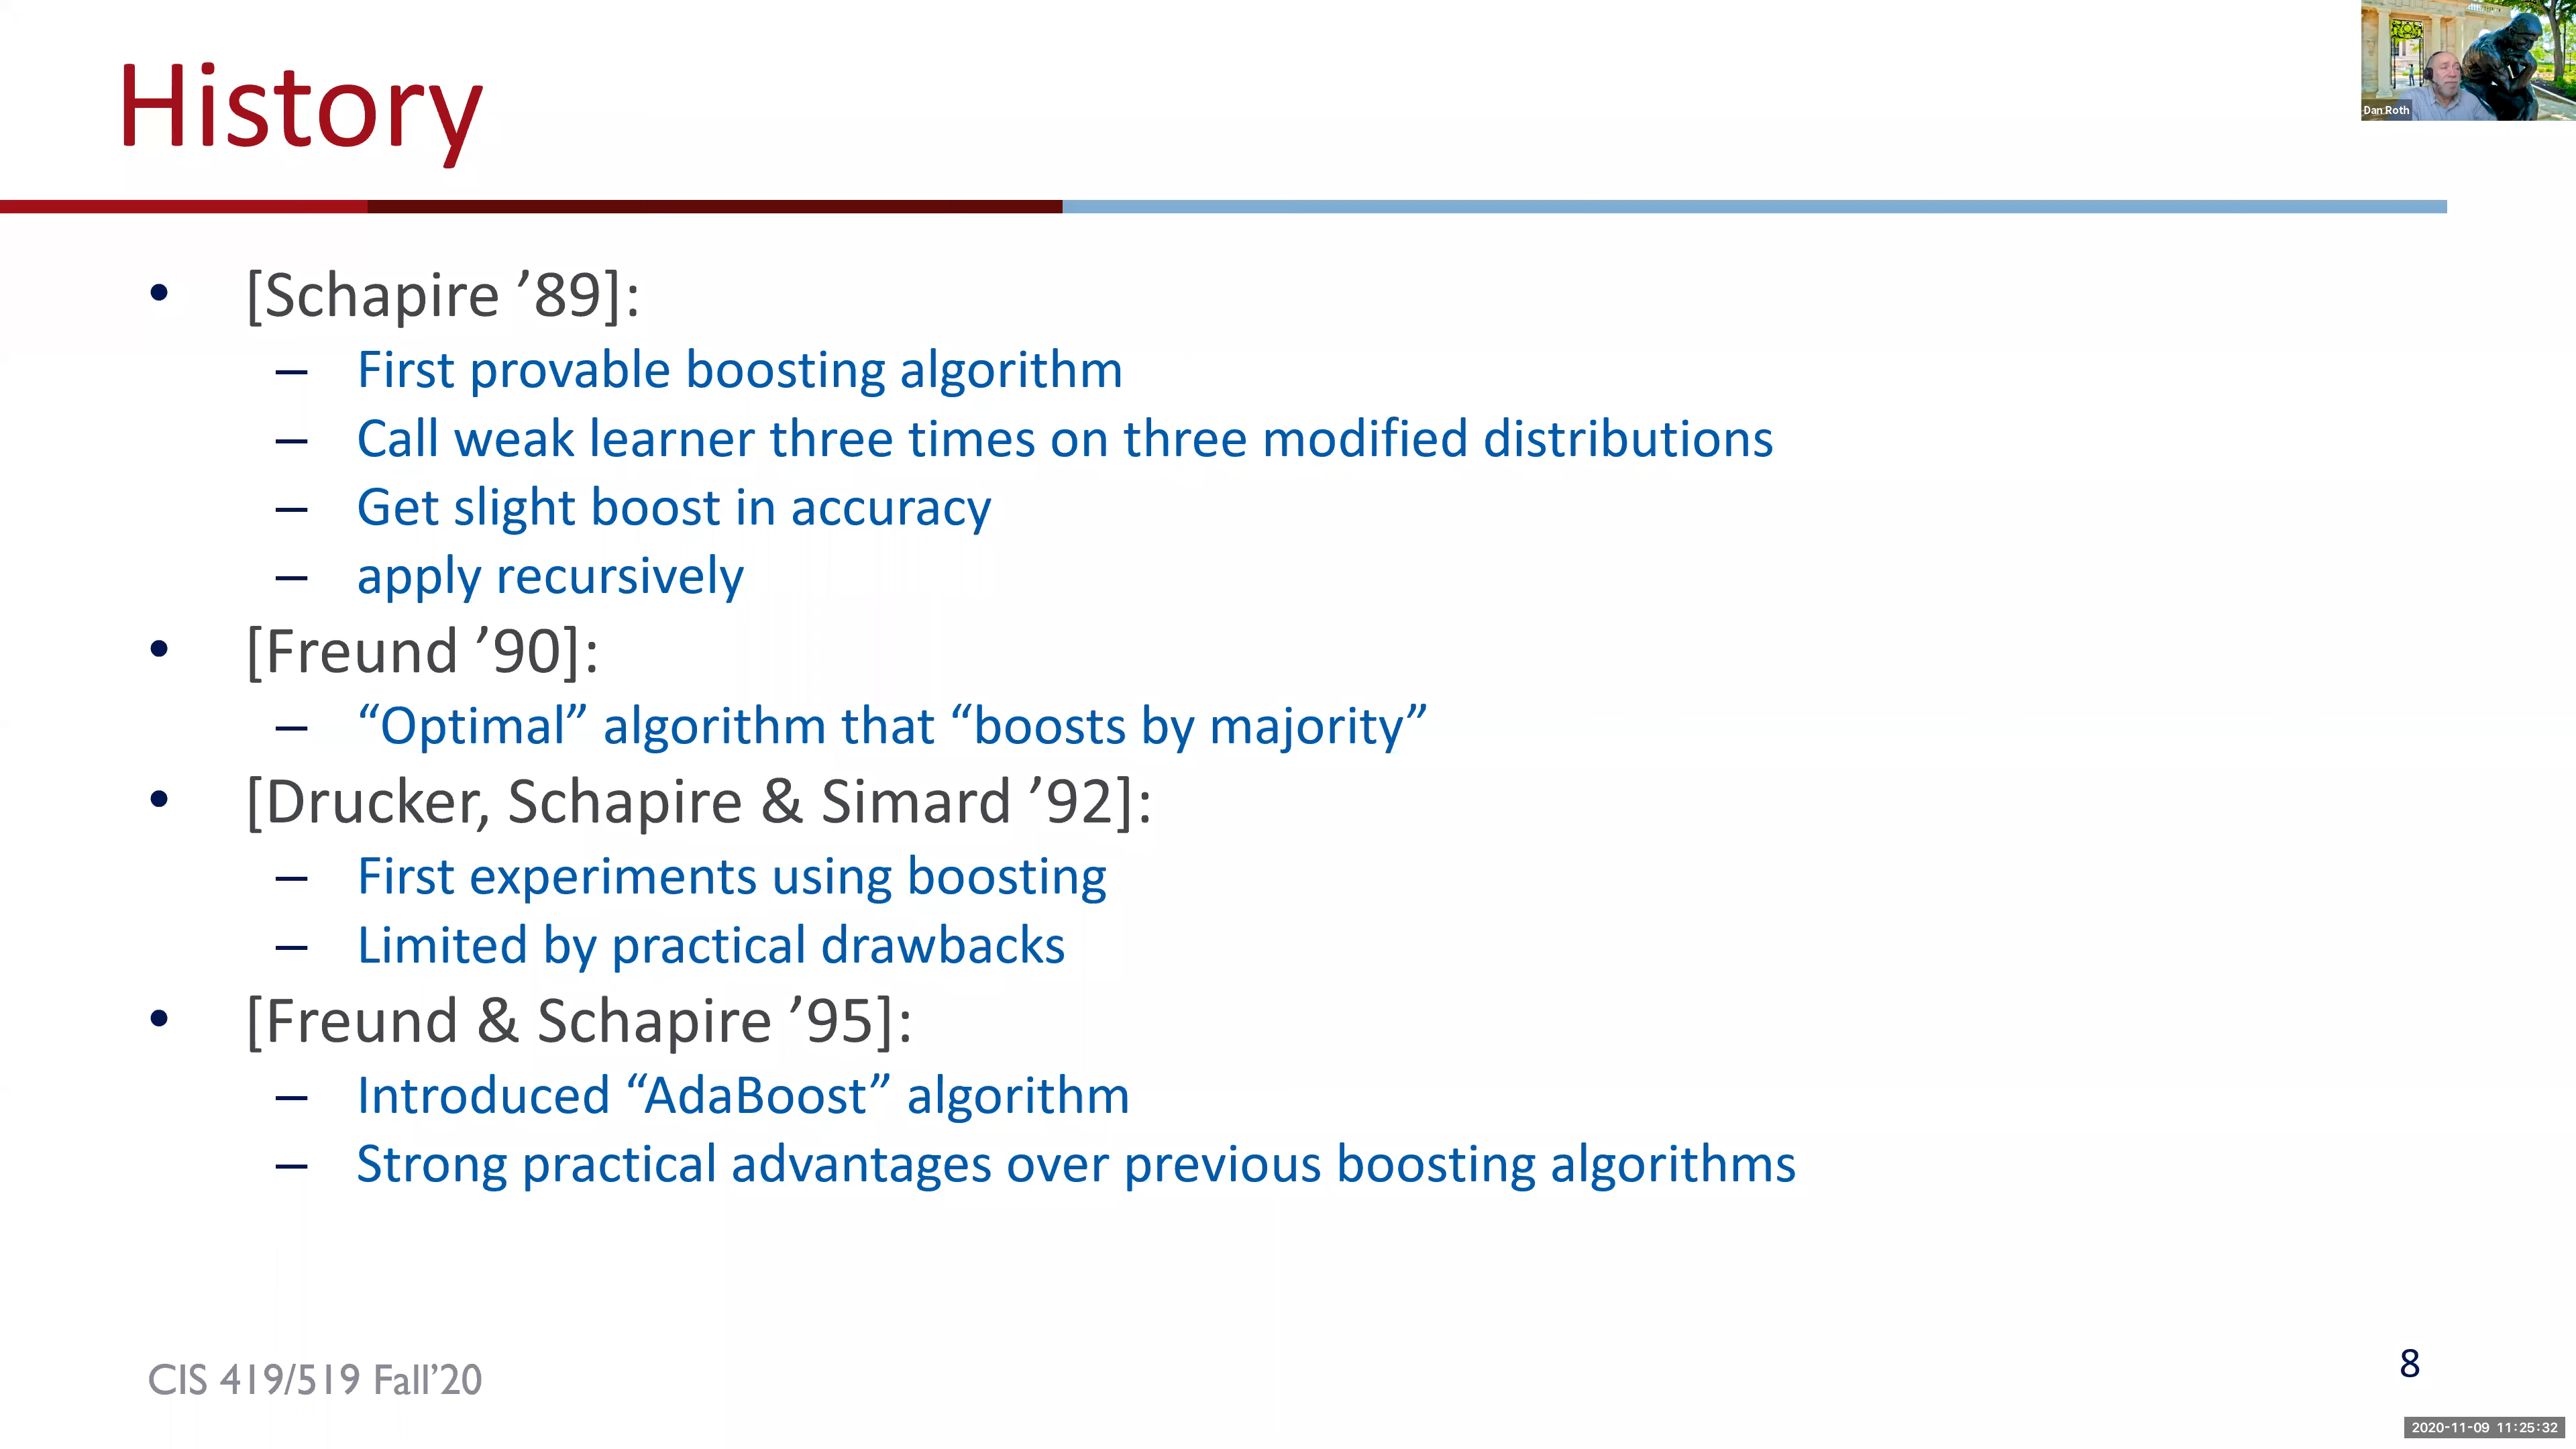 History
Dan Roth
• [Schapire ’89]:
– First provable boosting algorithm
– Call weak learner three times on three modified distributions
– Get slight boost in accuracy
– apply recursively
• [Freund ’90]:
– “Optimal” algorithm that “boosts by majority”
• [Drucker, Schapire & Simard ’92]:
– First experiments using boosting
– Limited by practical drawbacks
• [Freund & Schapire ’95]:
– Introduced “AdaBoost” algorithm
– Strong practical advantages over previous boosting algorithms
CIS 419/519 Fall’20
8
2020-11-09 11:25:32